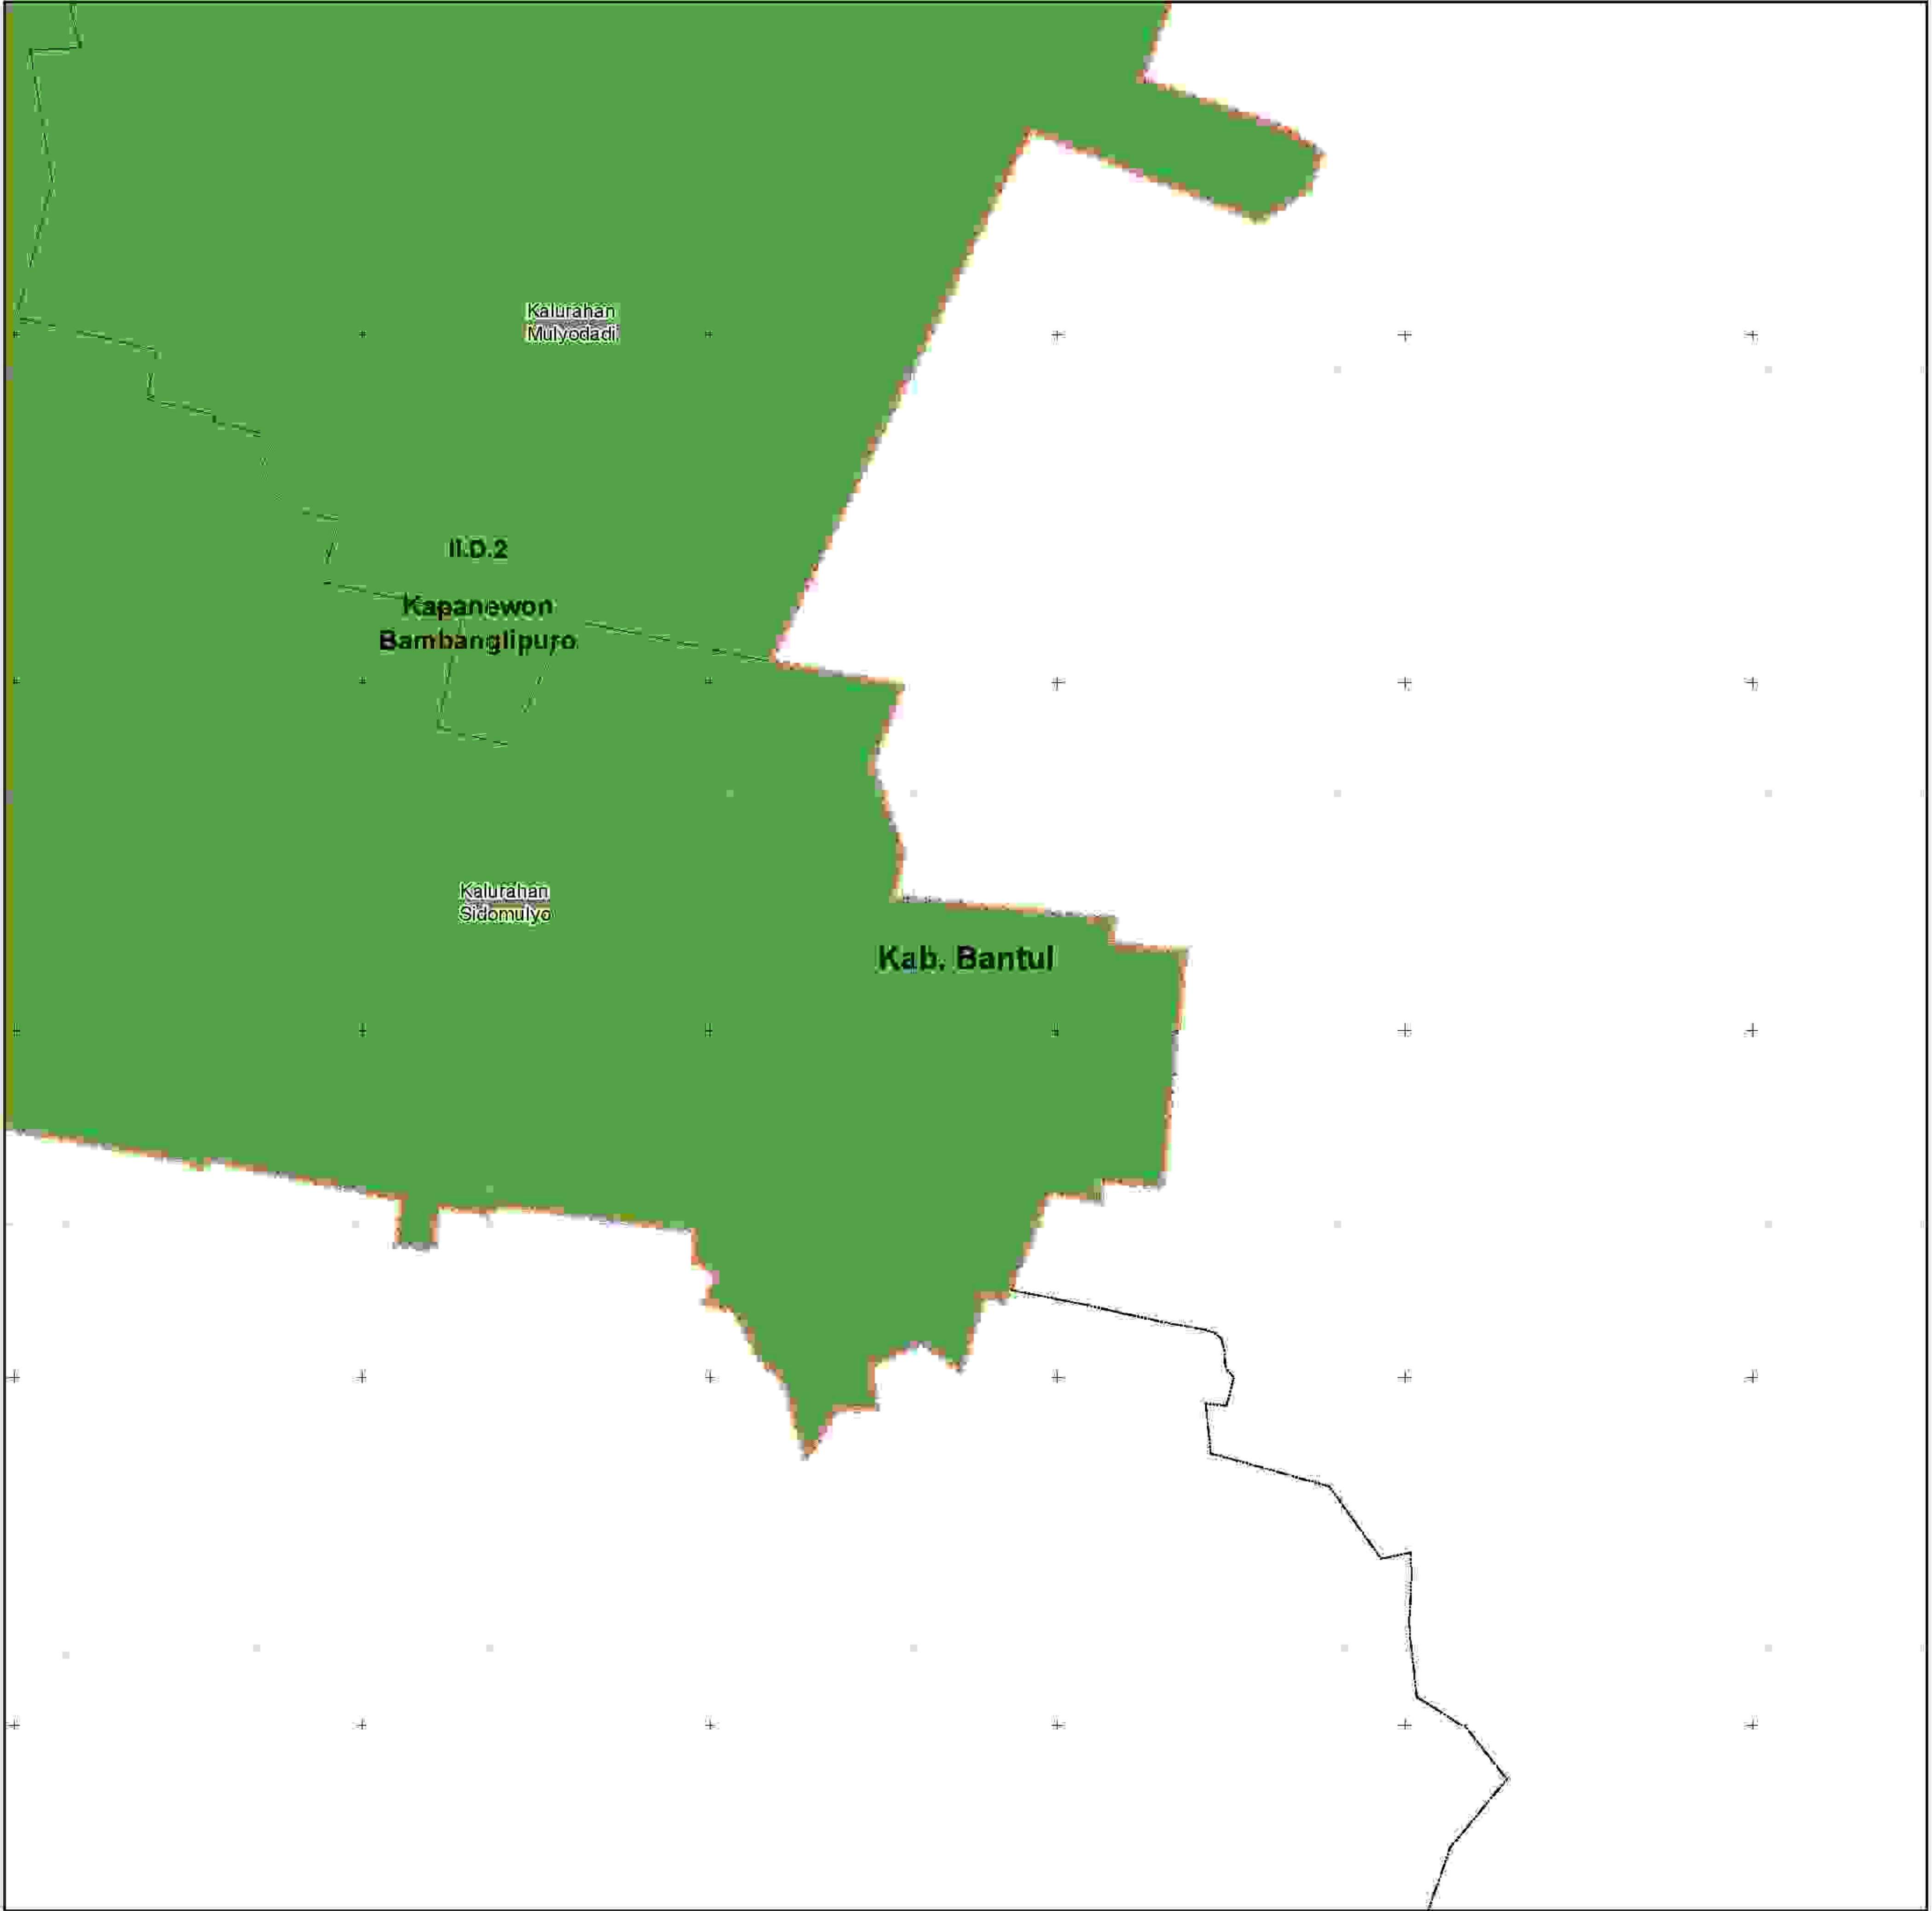 Kalurahan
Mulyodadi
II.D.2
Kapanewon
Bambanglipuro
Kalurahan
Sidomulyo
Kab. Bantul